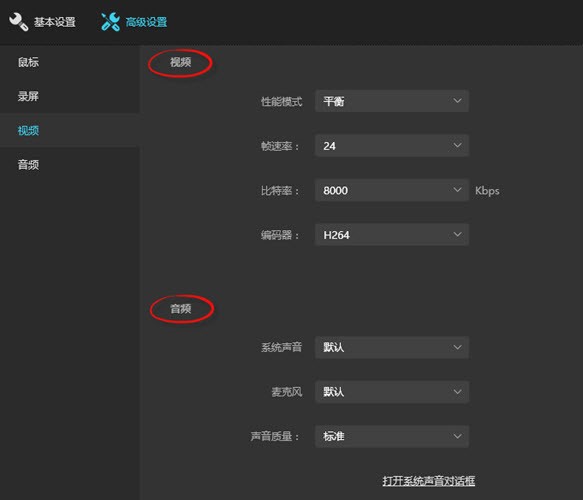 基本设置 高级设置
鼠标
录屏
视频
音频
视频
性能模式 平衡
帧速率： 24
比特率： 8000 Kbps
编码器： H264
音频
系统声音 默认
麦克风 默认
声音质量： 标准
打开系统声音对话框